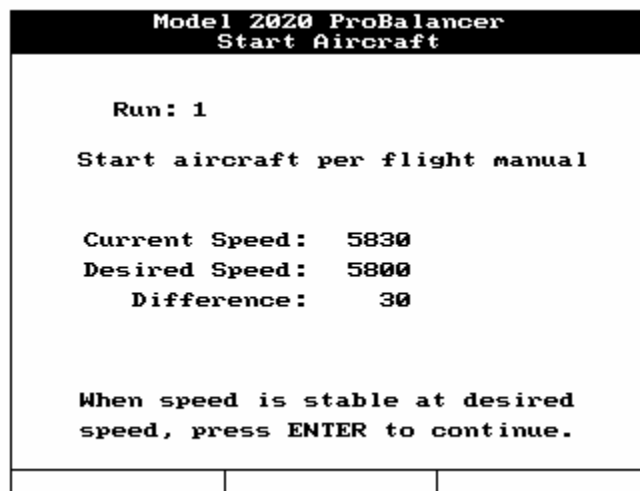 Model 2020 ProBalancer
Start Aircraft
Run: 1
Start aircraft per flight manual
Current Speed: 5830
Desired Speed: 5800
Difference: 30
When speed is stable at desired
speed, press ENTER to continue.